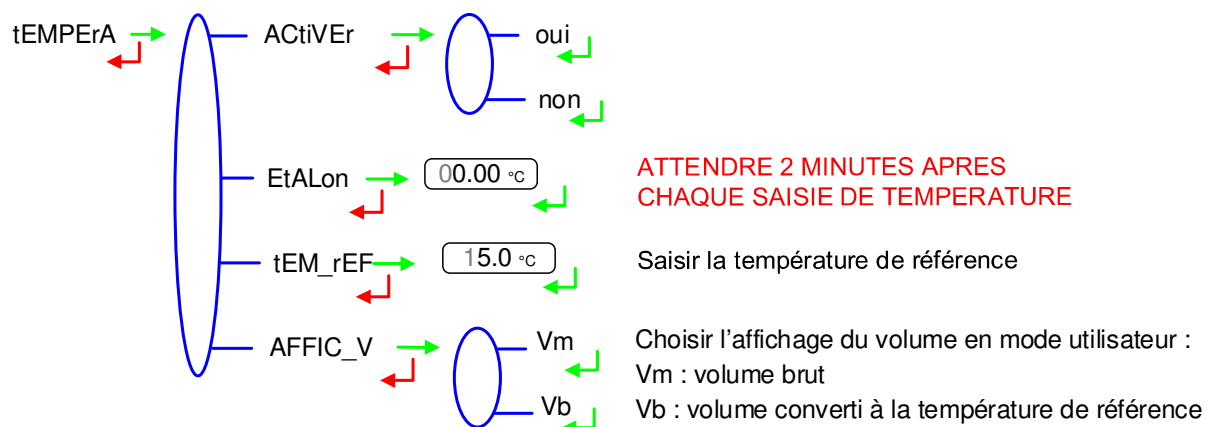 tEMPErA
ACtiVEr
oui
non
EtALon
00.00 °C
ATTENDRE 2 MINUTES APRES
CHAQUE SAISIE DE TEMPERATURE
tEM_rEF
15.0 °C
Saisir la température de référence
AFFIC_V
Vm
Vb
Choisir l’affichage du volume en mode utilisateur :
Vm : volume brut
Vb : volume converti à la température de référence